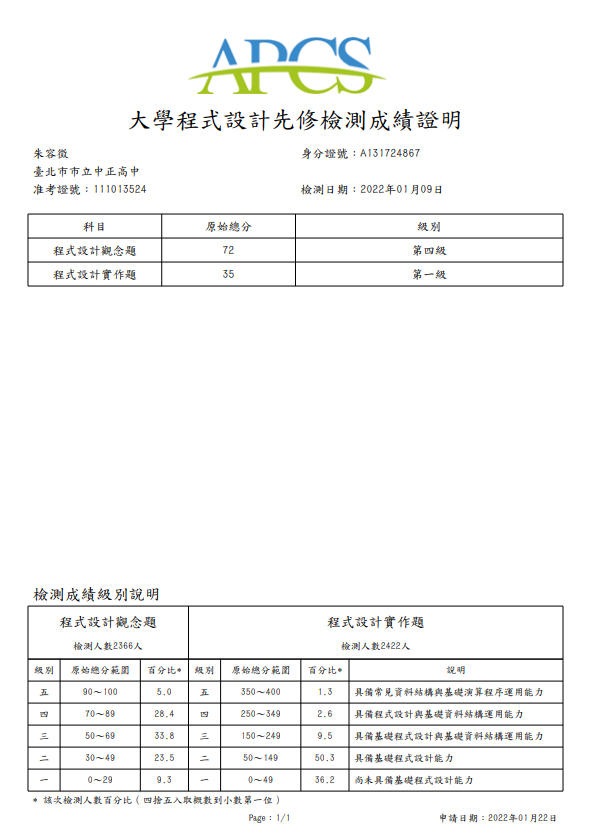 APCS
大學程式設計先修檢測成績證明
朱容徵 身分證號：A131724867
臺北市市立中正高中
准考證號：111013524 檢測日期：2022年01月09日
科目 原始總分 級別
程式設計觀念題 72 第四級
程式設計實作題 35 第一級
檢測成績級別說明
程式設計觀念題 程式設計實作題
檢測人數2366人 檢測人數2422人
級別 原始總分範圍 百分比* 級別 原始總分範圍 百分比* 說明
五 90～100 5.0 五 350～400 1.3 具備常見資料結構與基礎演算程序運用能力
四 70～89 28.4 四 250～349 2.6 具備程式設計與基礎資料結構運用能力
三 50～69 33.8 三 150～249 9.5 具備基礎程式設計與基礎資料結構運用能力
二 30～49 23.5 二 50～149 50.3 具備基礎程式設計能力
一 0～29 9.3 一 0～49 36.2 尚未具備基礎程式設計能力
* 該次檢測人數百分比（四捨五入取概數到小數第一位）
Page：1/1 申請日期：2022年01月22日